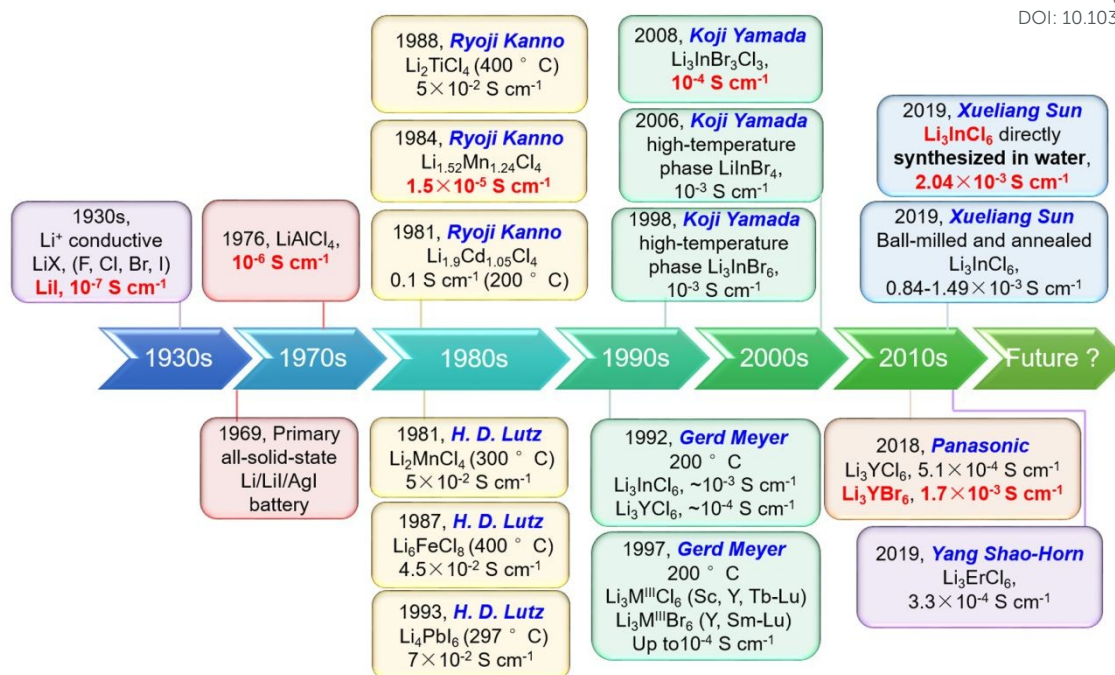 DOI: 10.103
1988, Ryoji Kanno
Li₂TiCl₄ (400 ° C)
5×10⁻² S cm⁻¹
1984, Ryoji Kanno
Li₁.₅₂Mn₁.₂₄Cl₄
1.5×10⁻⁵ S cm⁻¹
1981, Ryoji Kanno
Li₁.₉Cd₁.₀₅Cl₄
0.1 S cm⁻¹ (200 ° C)
2008, Koji Yamada
Li₃InBr₃Cl₃,
10⁻⁴ S cm⁻¹
2006, Koji Yamada
high-temperature
phase LiInBr₄,
10⁻³ S cm⁻¹
1998, Koji Yamada
high-temperature
phase Li₃InBr₆,
10⁻³ S cm⁻¹
2019, Xueliang Sun
Li₃InCl₆ directly
synthesized in water,
2.04×10⁻³ S cm⁻¹
2019, Xueliang Sun
Ball-milled and annealed
Li₃InCl₆,
0.84-1.49×10⁻³ S cm⁻¹
1930s,
Li⁺ conductive
LiX, (F, Cl, Br, I)
LiI, 10⁻⁷ S cm⁻¹
1976, LiAlCl₄,
10⁻⁶ S cm⁻¹
1930s
1970s
1980s
1990s
2000s
2010s
Future ?
1969, Primary
all-solid-state
Li/LiI/AgI
battery
1981, H. D. Lutz
Li₂MnCl₄ (300 ° C)
5×10⁻² S cm⁻¹
1987, H. D. Lutz
Li₆FeCl₈ (400 ° C)
4.5×10⁻² S cm⁻¹
1993, H. D. Lutz
Li₄PbI₆ (297 ° C)
7×10⁻² S cm⁻¹
1992, Gerd Meyer
200 ° C
Li₃InCl₆, ~10⁻³ S cm⁻¹
Li₃YCl₆, ~10⁻⁴ S cm⁻¹
1997, Gerd Meyer
200 ° C
Li₃MᴵᴵᴵCl₆ (Sc, Y, Tb-Lu)
Li₃MᴵᴵᴵBr₆ (Y, Sm-Lu)
Up to10⁻⁴ S cm⁻¹
2018, Panasonic
Li₃YCl₆, 5.1×10⁻⁴ S cm⁻¹
Li₃YBr₆, 1.7×10⁻³ S cm⁻¹
2019, Yang Shao-Horn
Li₃ErCl₆,
3.3×10⁻⁴ S cm⁻¹